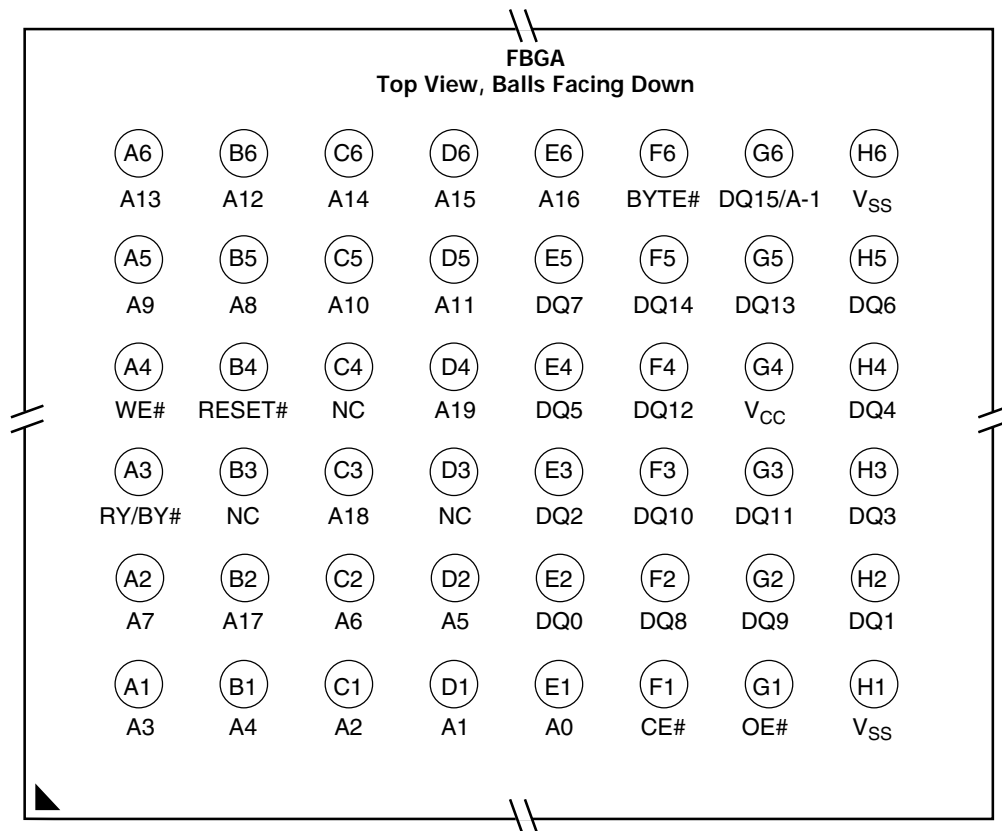 FBGA
Top View, Balls Facing Down
A6 B6 C6 D6 E6 F6 G6 H6
A13 A12 A14 A15 A16 BYTE# DQ15/A-1 VSS
A5 B5 C5 D5 E5 F5 G5 H5
A9 A8 A10 A11 DQ7 DQ14 DQ13 DQ6
A4 B4 C4 D4 E4 F4 G4 H4
WE# RESET# NC A19 DQ5 DQ12 VCC DQ4
A3 B3 C3 D3 E3 F3 G3 H3
RY/BY# NC A18 NC DQ2 DQ10 DQ11 DQ3
A2 B2 C2 D2 E2 F2 G2 H2
A7 A17 A6 A5 DQ0 DQ8 DQ9 DQ1
A1 B1 C1 D1 E1 F1 G1 H1
A3 A4 A2 A1 A0 CE# OE# VSS